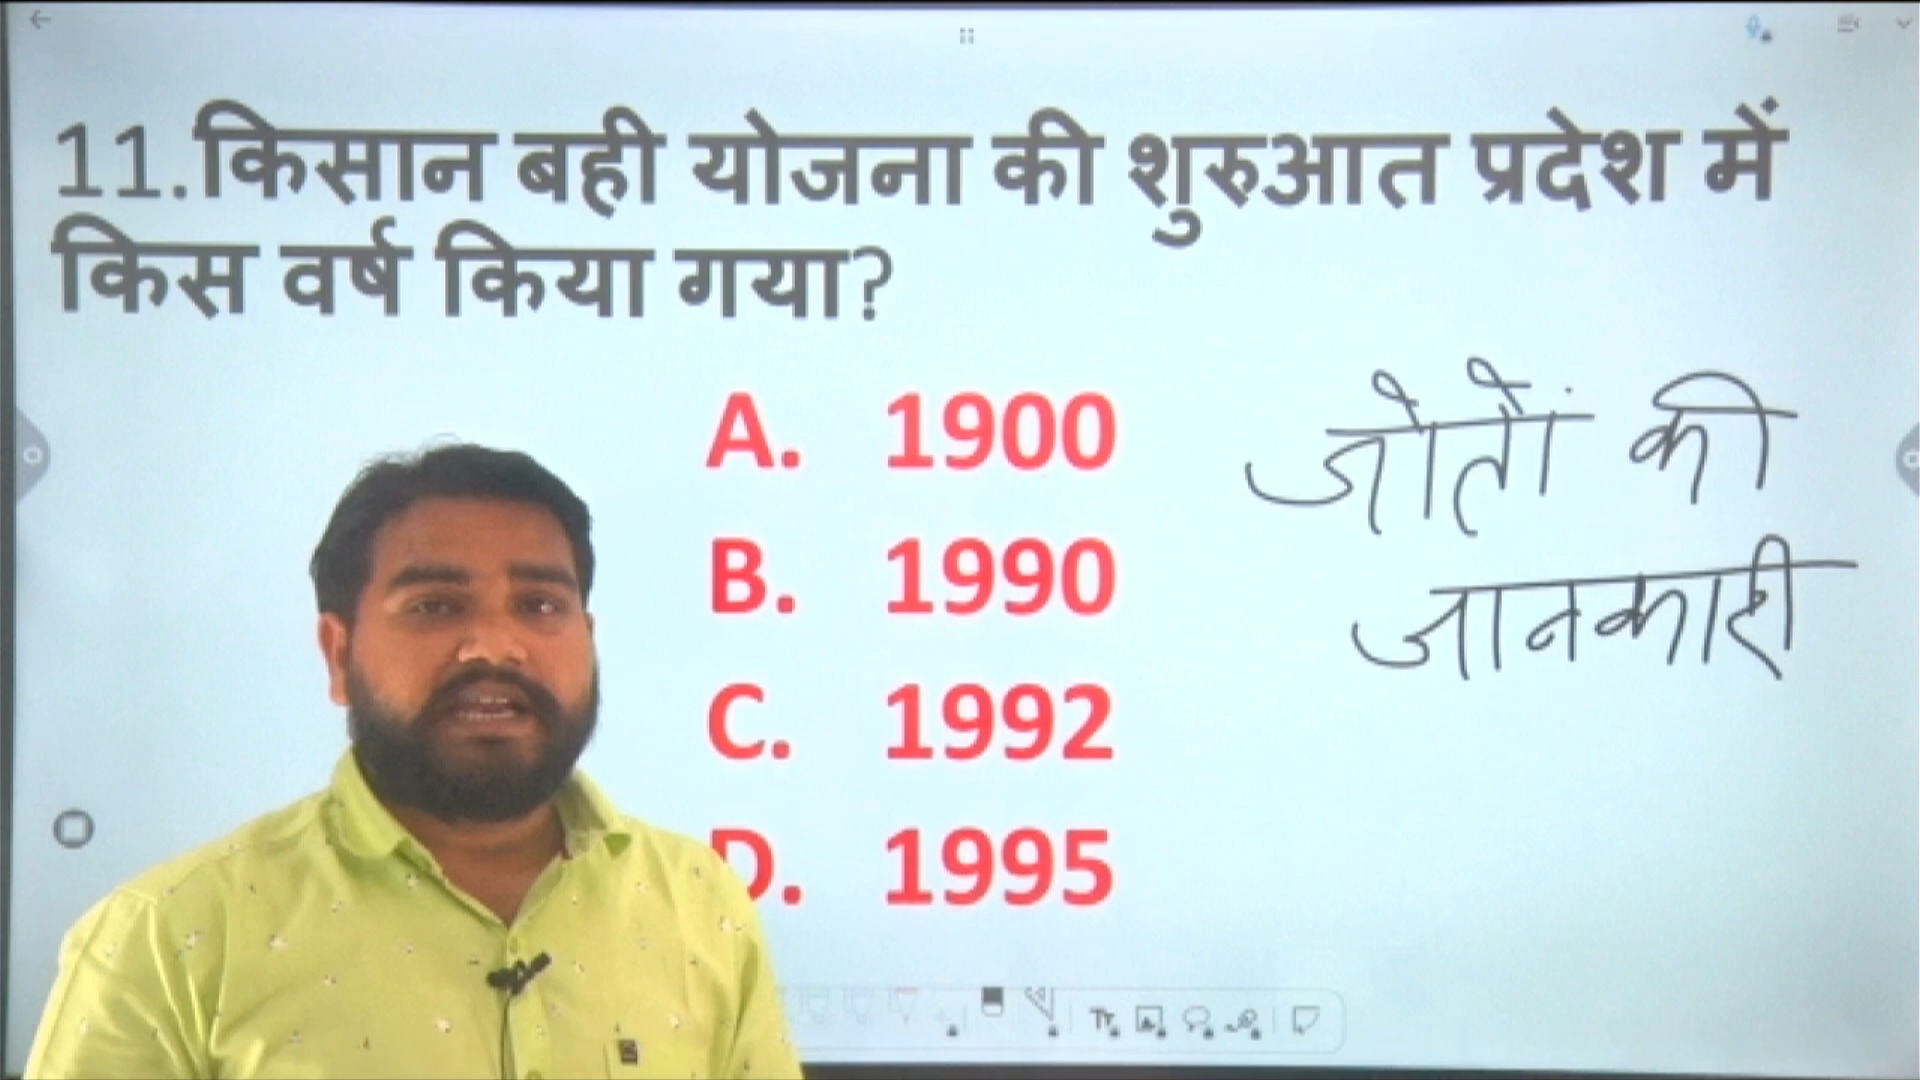 11.किसान बही योजना की शुरुआत प्रदेश में
किस वर्ष किया गया?
A. 1900
B. 1990
C. 1992
D. 1995
जोतों की
जानकारी